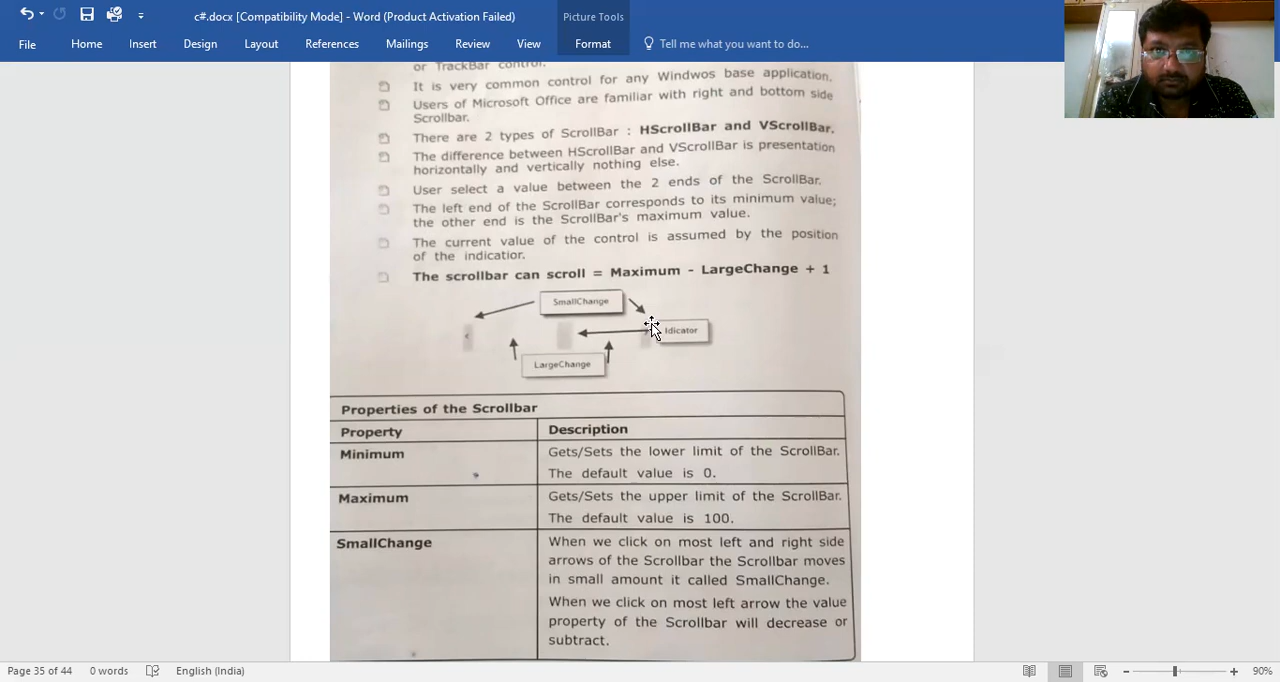 c#.docx [Compatibility Mode] - Word (Product Activation Failed)
Picture Tools
File
Home
Insert
Design
Layout
References
Mailings
Review
View
Format
Tell me what you want to do...
or TrackBar control.
It is very common control for any Windwos base application.
Users of Microsoft Office are familiar with right and bottom side
Scrollbar.
There are 2 types of ScrollBar : HScrollBar and VScrollBar.
The difference between HScrollBar and VScrollBar is presentation
horizontally and vertically nothing else.
User select a value between the 2 ends of the ScrollBar.
The left end of the ScrollBar corresponds to its minimum value;
the other end is the ScrollBar's maximum value.
The current value of the control is assumed by the position
of the indicatior.
The scrollbar can scroll = Maximum - LargeChange + 1
SmallChange
<
Idicator
LargeChange
Properties of the Scrollbar
Property
Description
Minimum
Gets/Sets the lower limit of the ScrollBar.
The default value is 0.
Maximum
Gets/Sets the upper limit of the ScrollBar.
The default value is 100.
SmallChange
When we click on most left and right side
arrows of the Scrollbar the Scrollbar moves
in small amount it called SmallChange.
When we click on most left arrow the value
property of the Scrollbar will decrease or
subtract.
Page 35 of 44
0 words
English (India)
90%